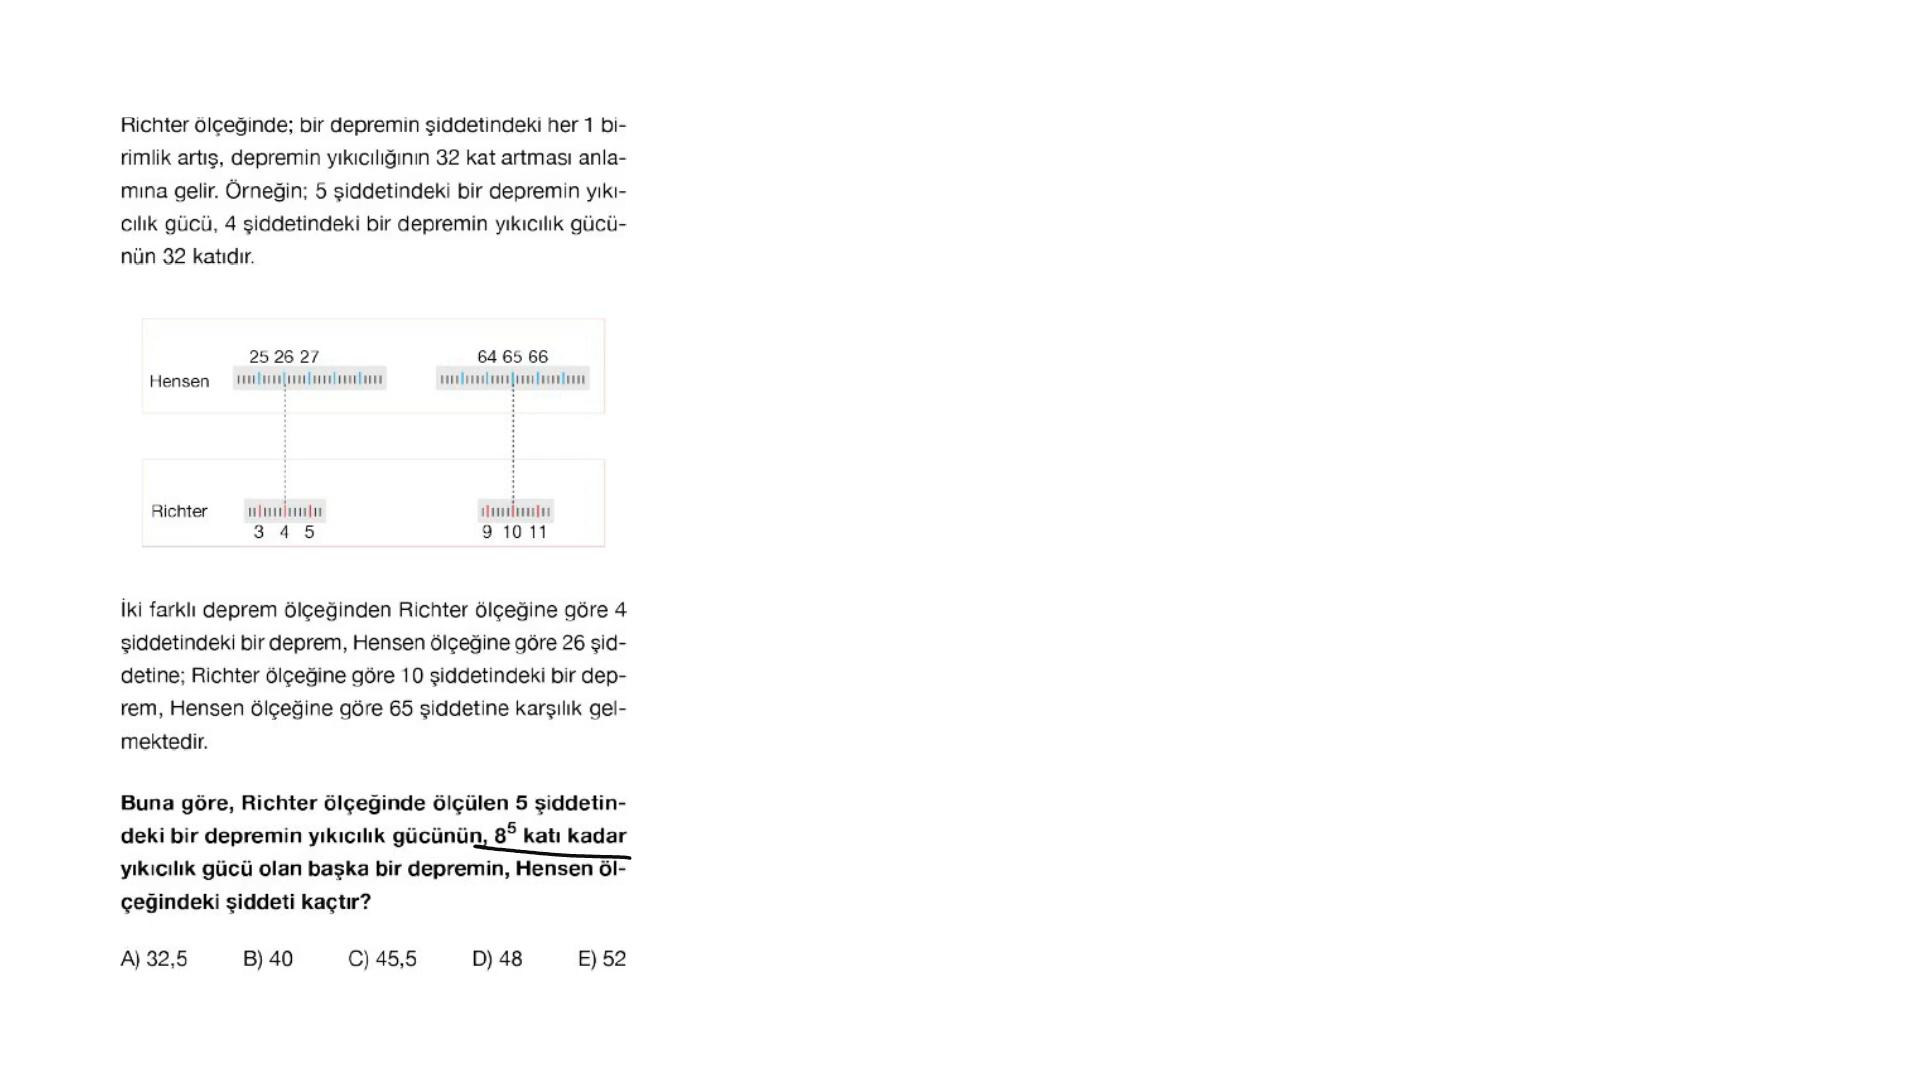 Richter ölçeğinde; bir depremin şiddetindeki her 1 bi-
rimlik artış, depremin yıkıcılığının 32 kat artması anla-
mına gelir. Örneğin; 5 şiddetindeki bir depremin yıkı-
cılık gücü, 4 şiddetindeki bir depremin yıkıcılık gücü-
nün 32 katıdır.
25 26 27 64 65 66
Hensen
Richter
3 4 5 9 10 11
İki farklı deprem ölçeğinden Richter ölçeğine göre 4
şiddetindeki bir deprem, Hensen ölçeğine göre 26 şid-
detine; Richter ölçeğine göre 10 şiddetindeki bir dep-
rem, Hensen ölçeğine göre 65 şiddetine karşılık gel-
mektedir.
Buna göre, Richter ölçeğinde ölçülen 5 şiddetin-
deki bir depremin yıkıcılık gücünün, 8⁵ katı kadar
yıkıcılık gücü olan başka bir depremin, Hensen öl-
çeğindeki şiddeti kaçtır?
A) 32,5 B) 40 C) 45,5 D) 48 E) 52